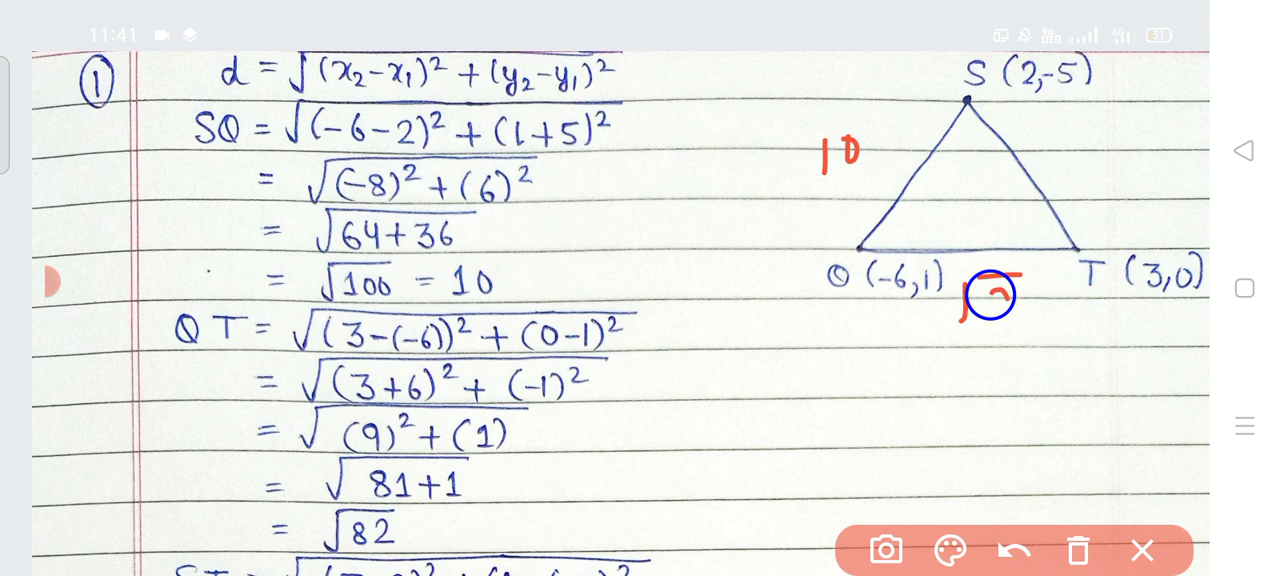 11:41
31
① d = √(x₂-x₁)² + (y₂-y₁)²
S (2,-5)
SQ = √(-6-2)² + (1+5)²
10
= √(-8)² + (6)²
= √64+36
Q (-6,1)
T (3,0)
= √100 = 10
QT = √(3-(-6))² + (0-1)²
= √(3+6)² + (-1)²
= √(9)² + (1)
= √81+1
= √82